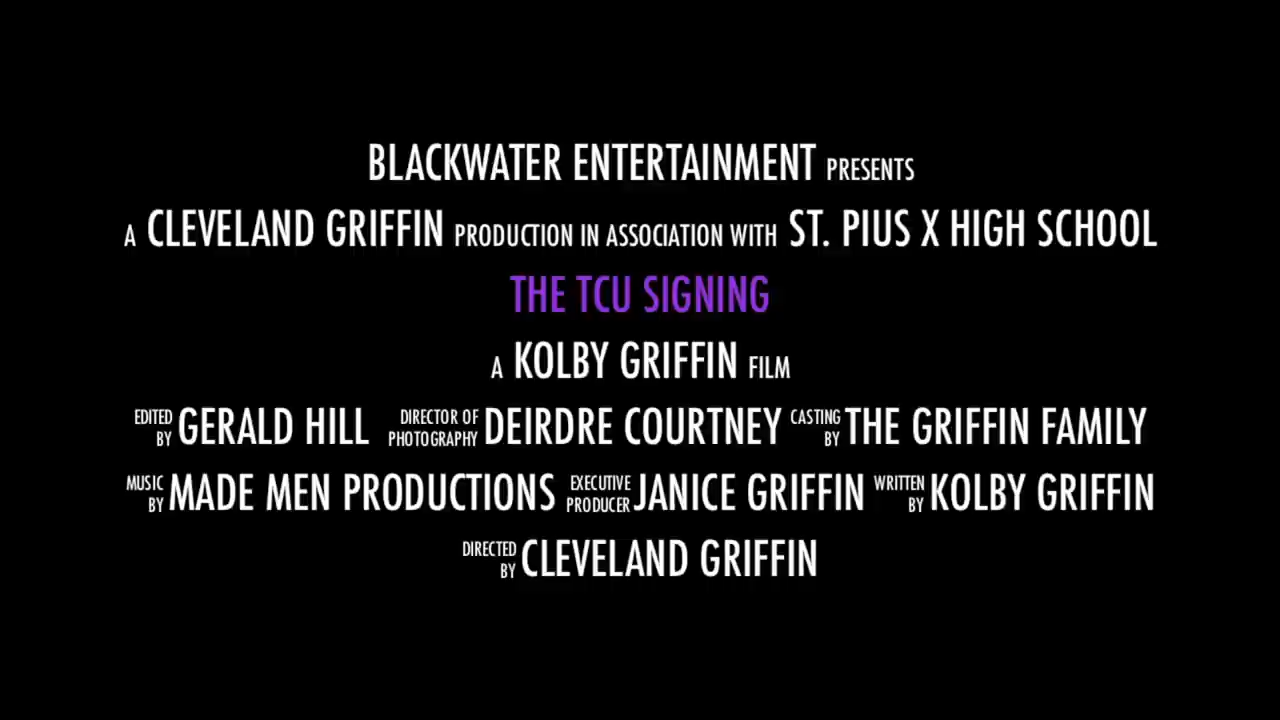 BLACKWATER ENTERTAINMENT PRESENTS
A CLEVELAND GRIFFIN PRODUCTION IN ASSOCIATION WITH ST. PIUS X HIGH SCHOOL
THE TCU SIGNING
A KOLBY GRIFFIN FILM
EDITED BY GERALD HILL DIRECTOR OF PHOTOGRAPHY DEIRDRE COURTNEY CASTING BY THE GRIFFIN FAMILY
MUSIC BY MADE MEN PRODUCTIONS EXECUTIVE PRODUCER JANICE GRIFFIN WRITTEN BY KOLBY GRIFFIN
DIRECTED BY CLEVELAND GRIFFIN